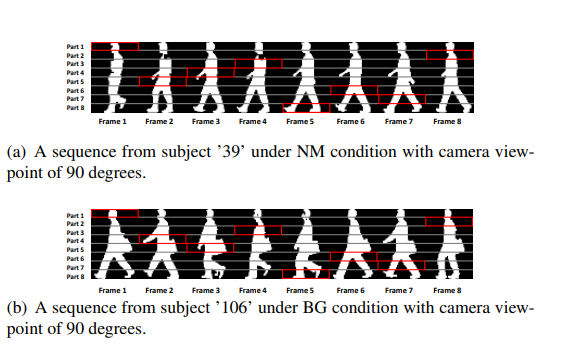 Part 1
Part 2
Part 3
Part 4
Part 5
Part 6
Part 7
Part 8
Frame 1 Frame 2 Frame 3 Frame 4 Frame 5 Frame 6 Frame 7 Frame 8
(a) A sequence from subject ’39’ under NM condition with camera view-
point of 90 degrees.
Part 1
Part 2
Part 3
Part 4
Part 5
Part 6
Part 7
Part 8
Frame 1 Frame 2 Frame 3 Frame 4 Frame 5 Frame 6 Frame 7 Frame 8
(b) A sequence from subject ’106’ under BG condition with camera view-
point of 90 degrees.